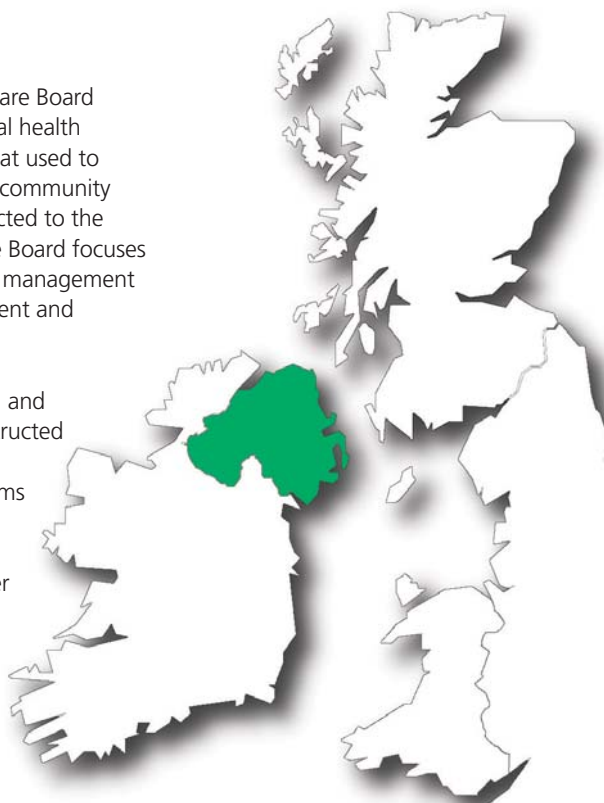 are Board
al health
at used to
community
cted to the
e Board focuses
management
ent and
and
ructed
ms
er